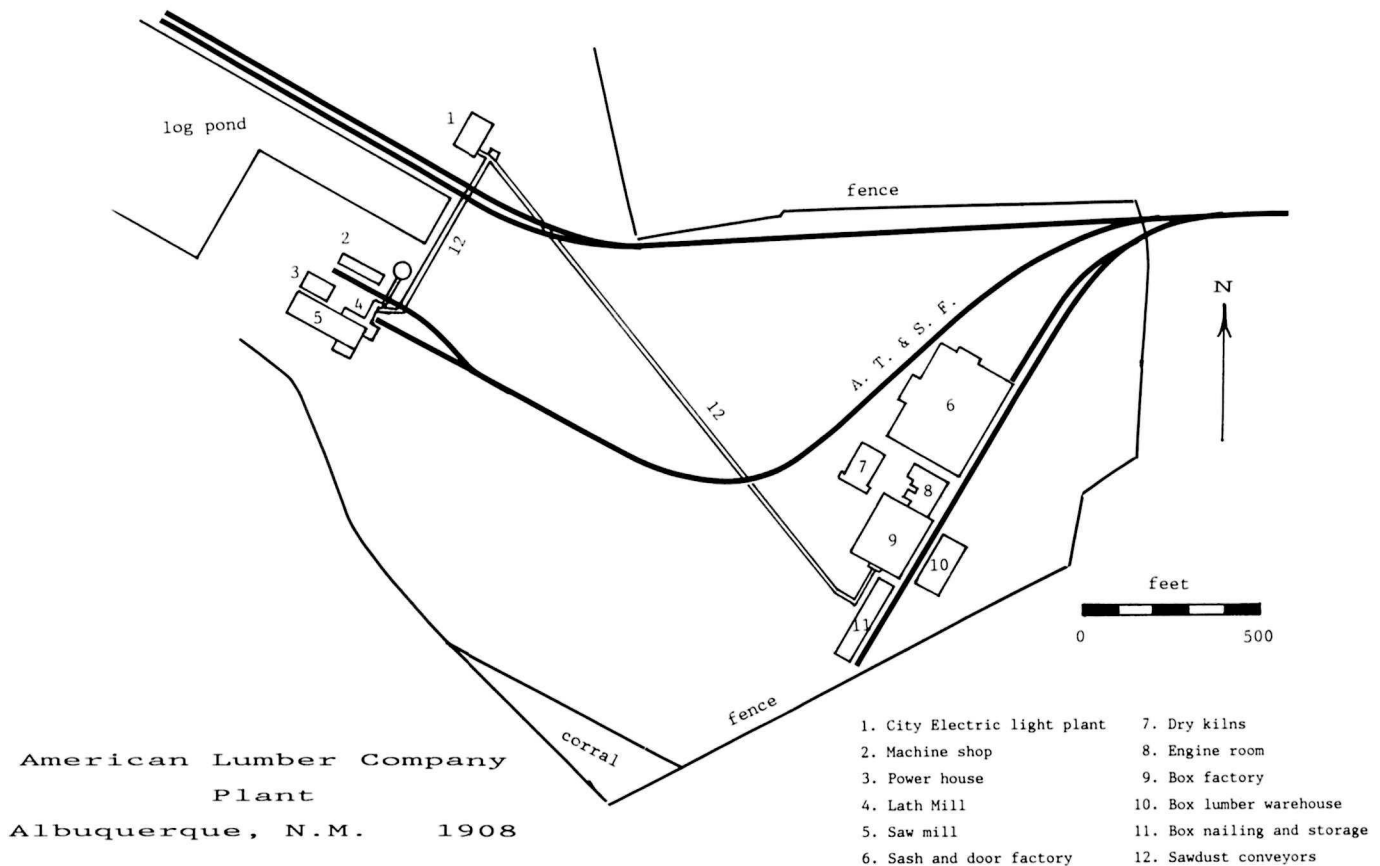 log pond
1
fence
2
12
3
4
5
N
A. T. & S. F.
6
12
7
8
9
10
feet
0 500
11
fence
corral
American Lumber Company
Plant
Albuquerque, N.M. 1908
1. City Electric light plant
2. Machine shop
3. Power house
4. Lath Mill
5. Saw mill
6. Sash and door factory
7. Dry kilns
8. Engine room
9. Box factory
10. Box lumber warehouse
11. Box nailing and storage
12. Sawdust conveyors